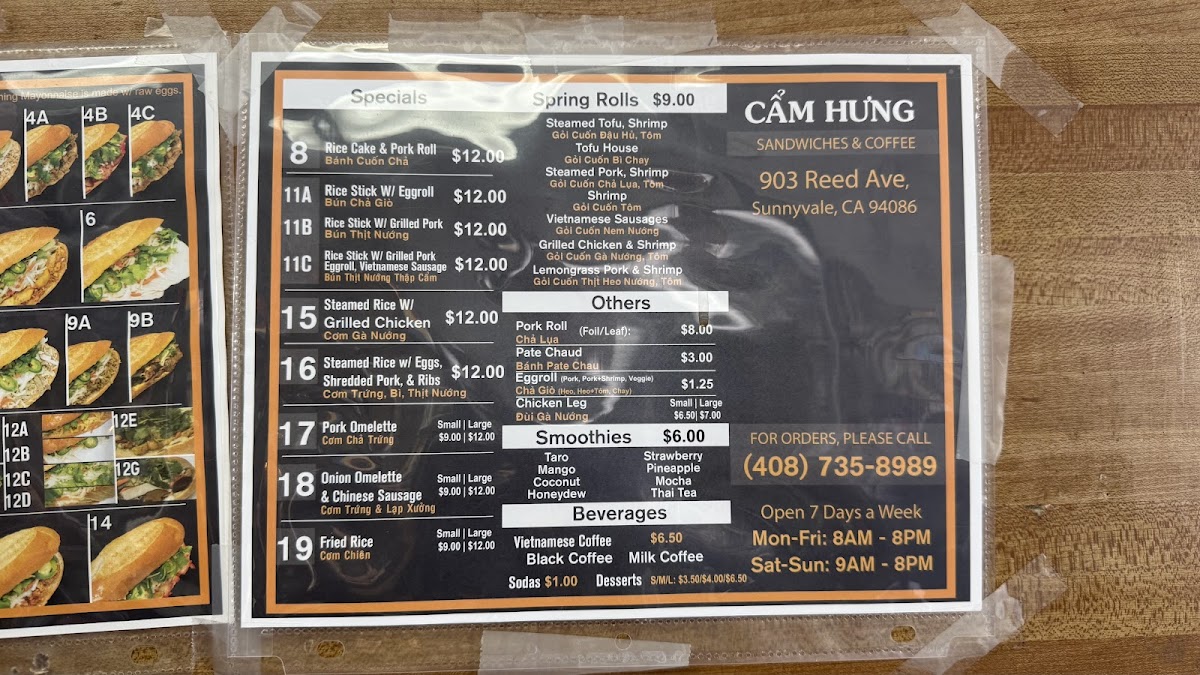 ning Mayonnaise is made w/ raw eggs.
4A
4B
4C
6
9A
9B
12A
12B
12C
12D
12E
12G
14
Specials
8
Rice Cake & Pork Roll
Bánh Cuốn Chả
$12.00
11A
Rice Stick W/ Eggroll
Bún Chả Giò
$12.00
11B
Rice Stick W/ Grilled Pork
Bún Thịt Nướng
$12.00
11C
Rice Stick W/ Grilled Pork
Eggroll, Vietnamese Sausage
Bún Thịt Nướng Thập Cẩm
$12.00
15
Steamed Rice W/
Grilled Chicken
Cơm Gà Nướng
$12.00
16
Steamed Rice w/ Eggs,
Shredded Pork, & Ribs
Cơm Trứng, Bì, Thịt Nướng
$12.00
17
Pork Omelette
Cơm Chả Trứng
Small | Large
$9.00 | $12.00
18
Onion Omelette
& Chinese Sausage
Cơm Trứng & Lạp Xưởng
Small | Large
$9.00 | $12.00
19
Fried Rice
Cơm Chiên
Small | Large
$9.00 | $12.00
Spring Rolls $9.00
Steamed Tofu, Shrimp
Gỏi Cuốn Đậu Hủ, Tôm
Tofu House
Gỏi Cuốn Bì Chay
Steamed Pork, Shrimp
Gỏi Cuốn Chả Lụa, Tôm
Shrimp
Gỏi Cuốn Tôm
Vietnamese Sausages
Gỏi Cuốn Nem Nướng
Grilled Chicken & Shrimp
Gỏi Cuốn Gà Nướng, Tôm
Lemongrass Pork & Shrimp
Gỏi Cuốn Thịt Heo Nướng, Tôm
Others
Pork Roll (Foil/Leaf): $8.00
Chả Lụa
Pate Chaud $3.00
Bánh Pate Chau
Eggroll (Pork, Pork+Shrimp, Veggie) $1.25
Chả Giò (Heo, Heo+Tôm, Chay)
Chicken Leg Small | Large
Đùi Gà Nướng $6.50| $7.00
Smoothies $6.00
Taro Strawberry
Mango Pineapple
Coconut Mocha
Honeydew Thai Tea
Beverages
Vietnamese Coffee $6.50
Black Coffee Milk Coffee
Sodas $1.00 Desserts S/M/L: $3.50/$4.00/$6.50
CẨM HƯNG
SANDWICHES & COFFEE
903 Reed Ave,
Sunnyvale, CA 94086
FOR ORDERS, PLEASE CALL
(408) 735-8989
Open 7 Days a Week
Mon-Fri: 8AM - 8PM
Sat-Sun: 9AM - 8PM